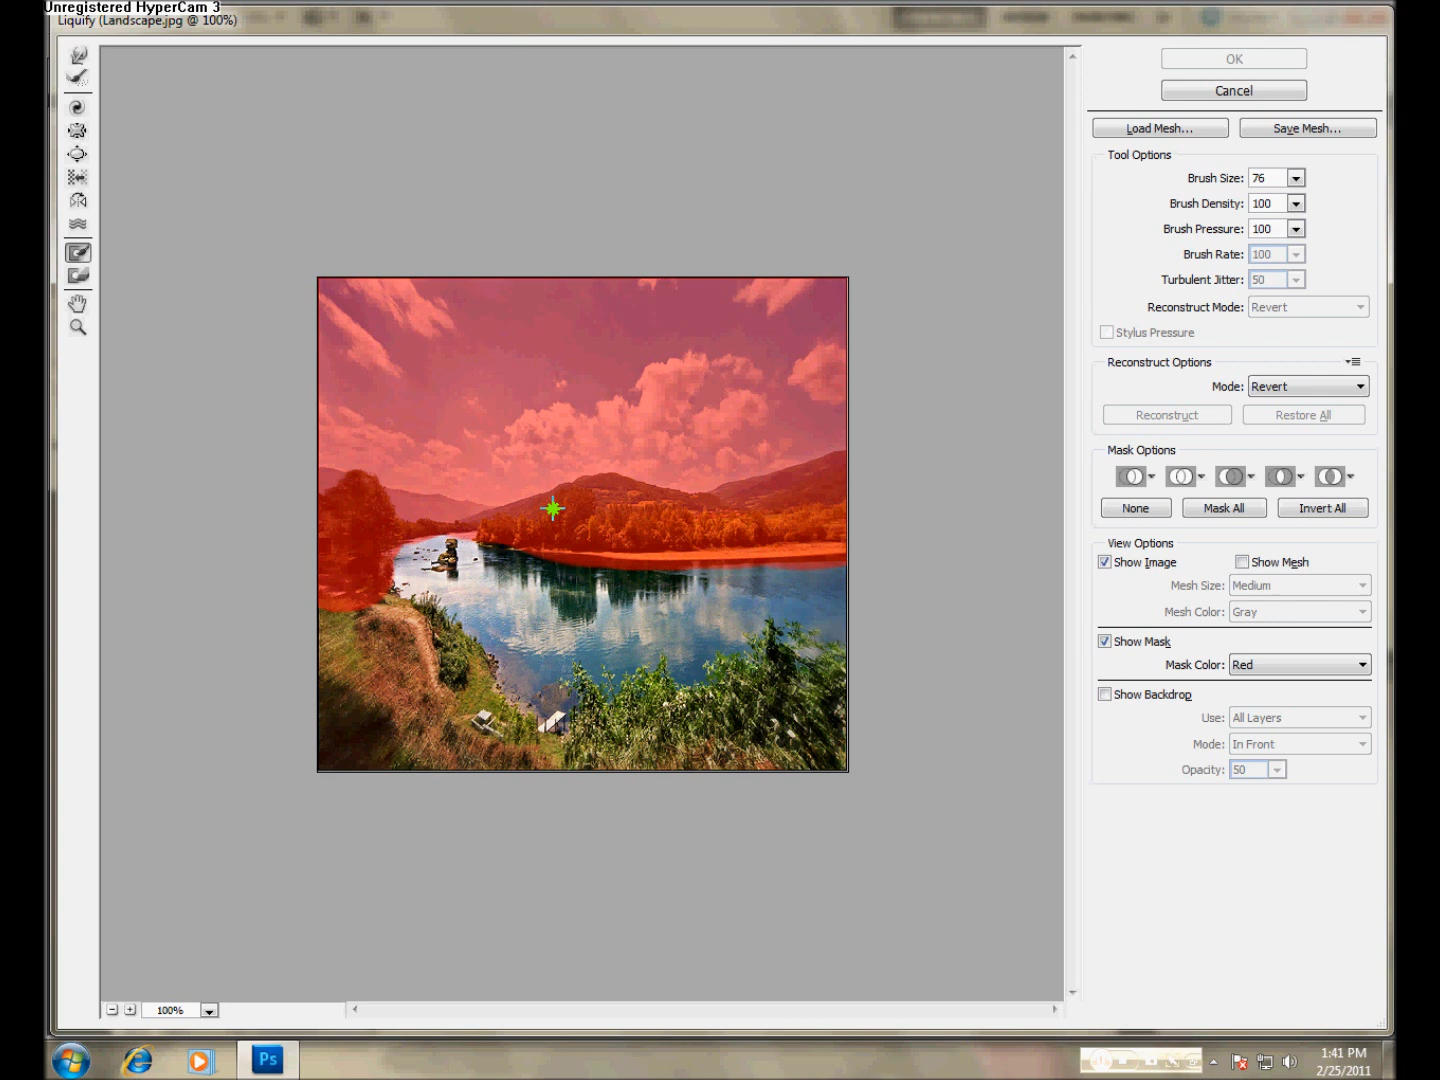 Unregistered HyperCam 3
Liquify (Landscape.jpg @ 100%)
OK
Cancel
Load Mesh...
Save Mesh...
Tool Options
Brush Size: 76
Brush Density: 100
Brush Pressure: 100
Brush Rate: 100
Turbulent Jitter: 50
Reconstruct Mode: Revert
Stylus Pressure
Reconstruct Options
Mode: Revert
Reconstruct
Restore All
Mask Options
None
Mask All
Invert All
View Options
Show Image
Show Mesh
Mesh Size: Medium
Mesh Color: Gray
Show Mask
Mask Color: Red
Show Backdrop
Use: All Layers
Mode: In Front
Opacity: 50
100%
Ps
1:41 PM
2/25/2011